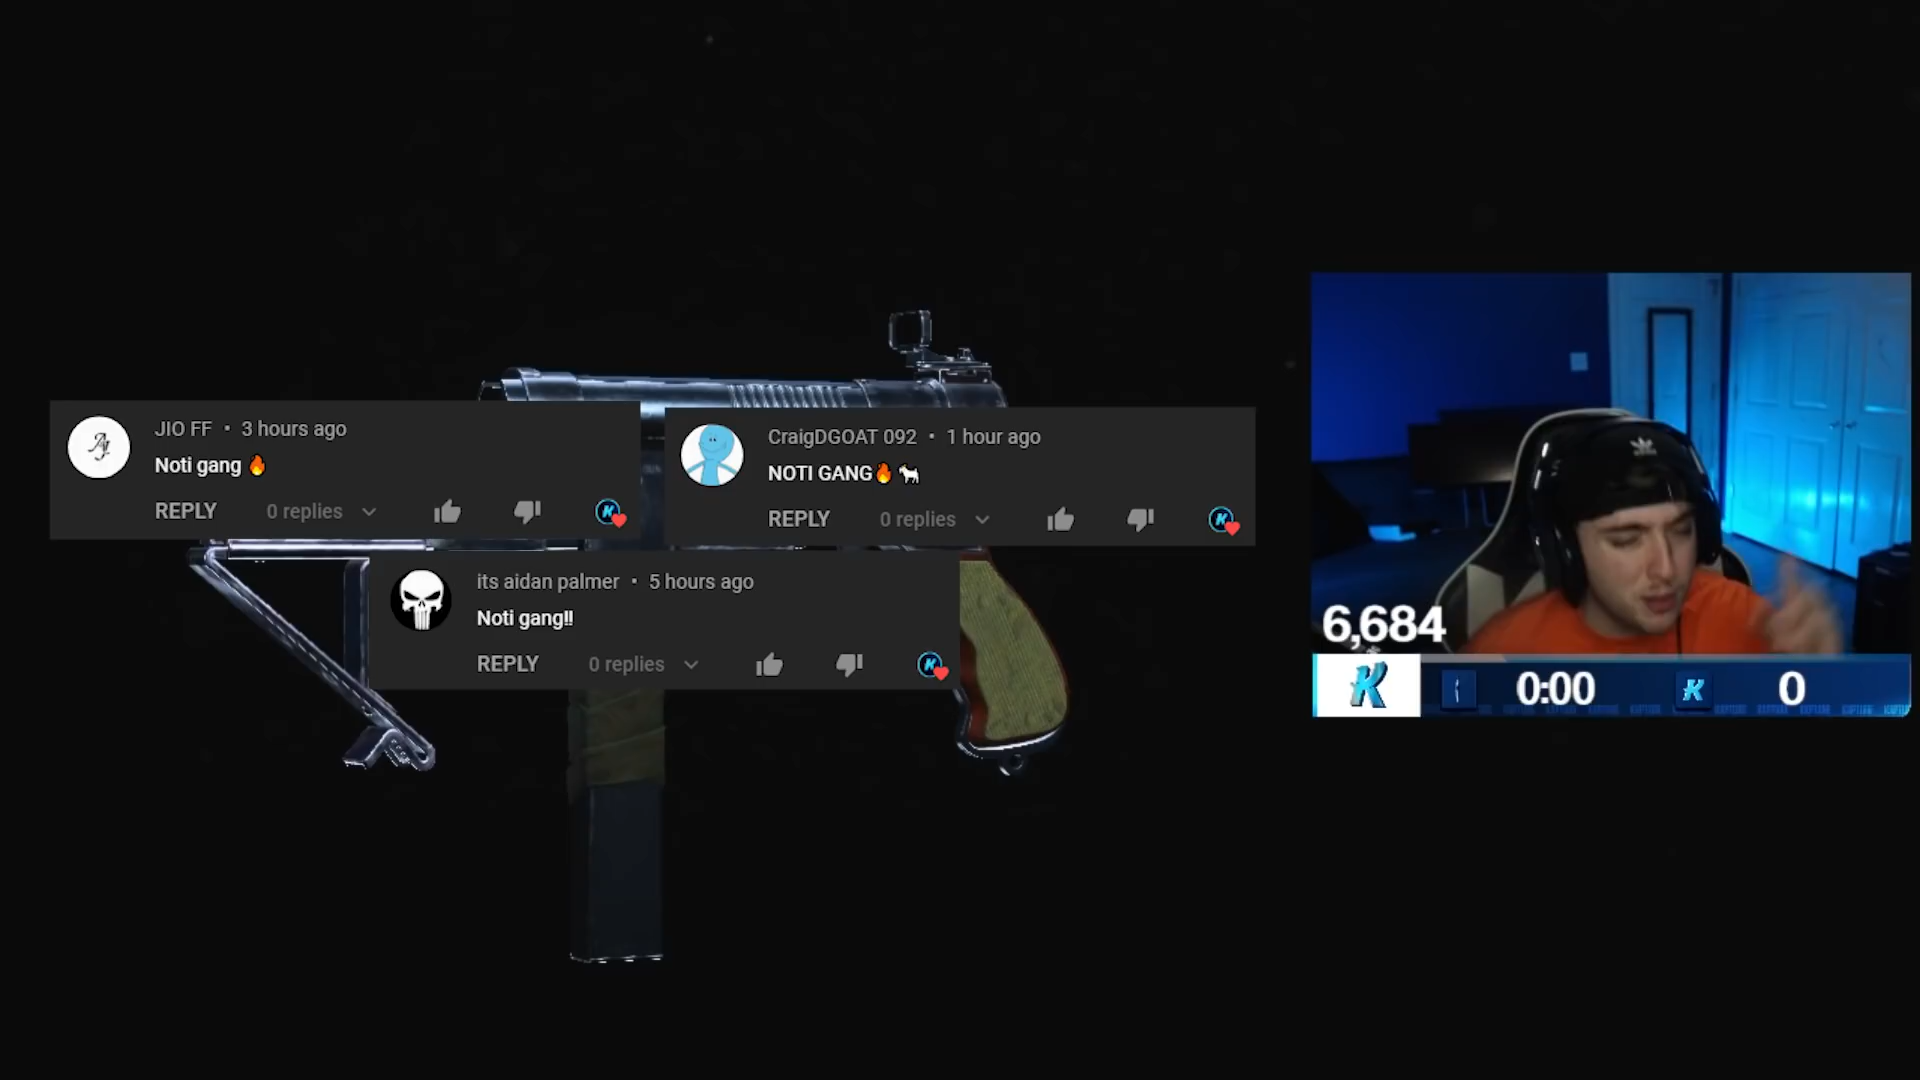 JIO FF • 3 hours ago
Noti gang 🔥
REPLY 0 replies
CraigDGOAT 092 • 1 hour ago
NOTI GANG🔥🐐
REPLY 0 replies
its aidan palmer • 5 hours ago
Noti gang!!
REPLY 0 replies
6,684
K 0:00 K 0